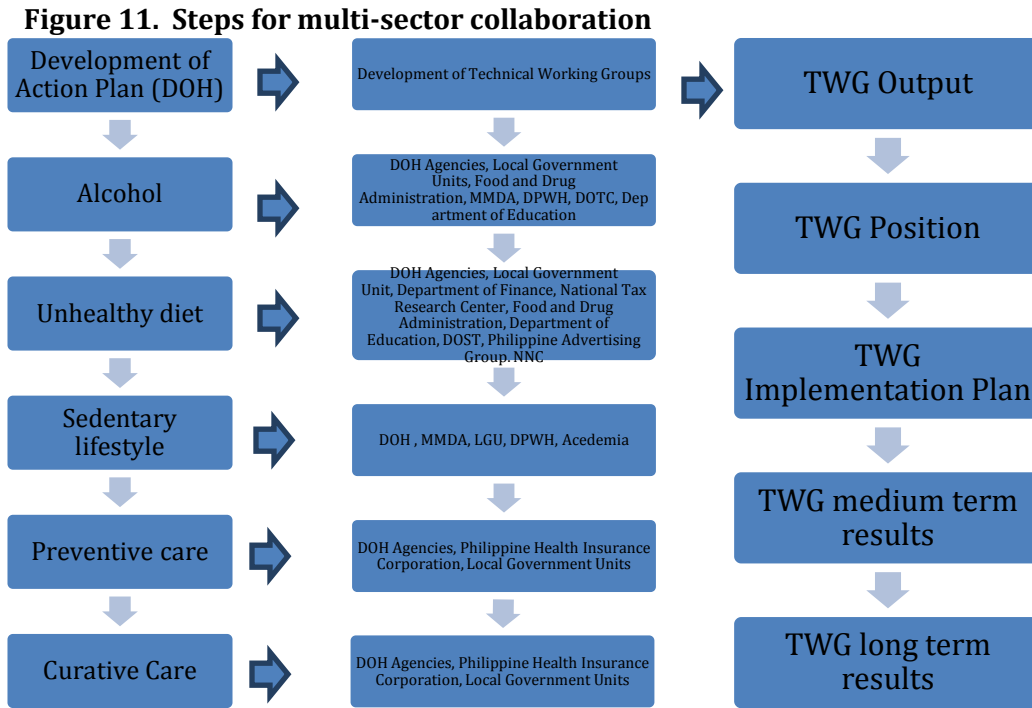 Figure 11.  Steps for multi-sector collaboration
Development of
Action Plan (DOH)
Development of Technical Working Groups
TWG Output
Alcohol
DOH Agencies, Local Government
Units, Food and Drug
Administration, MMDA, DPWH, DOTC, Dep
artment of Education
TWG Position
Unhealthy diet
DOH Agencies, Local Government
Unit, Department of Finance, National Tax
Research Center, Food and Drug
Administration, Department of
Education, DOST, Philippine Advertising
Group. NNC
TWG
Implementation Plan
Sedentary
lifestyle
DOH , MMDA, LGU, DPWH, Acedemia
TWG medium term
results
Preventive care
DOH Agencies, Philippine Health Insurance
Corporation, Local Government Units
Curative Care
DOH Agencies, Philippine Health Insurance
Corporation, Local Government Units
TWG long term
results